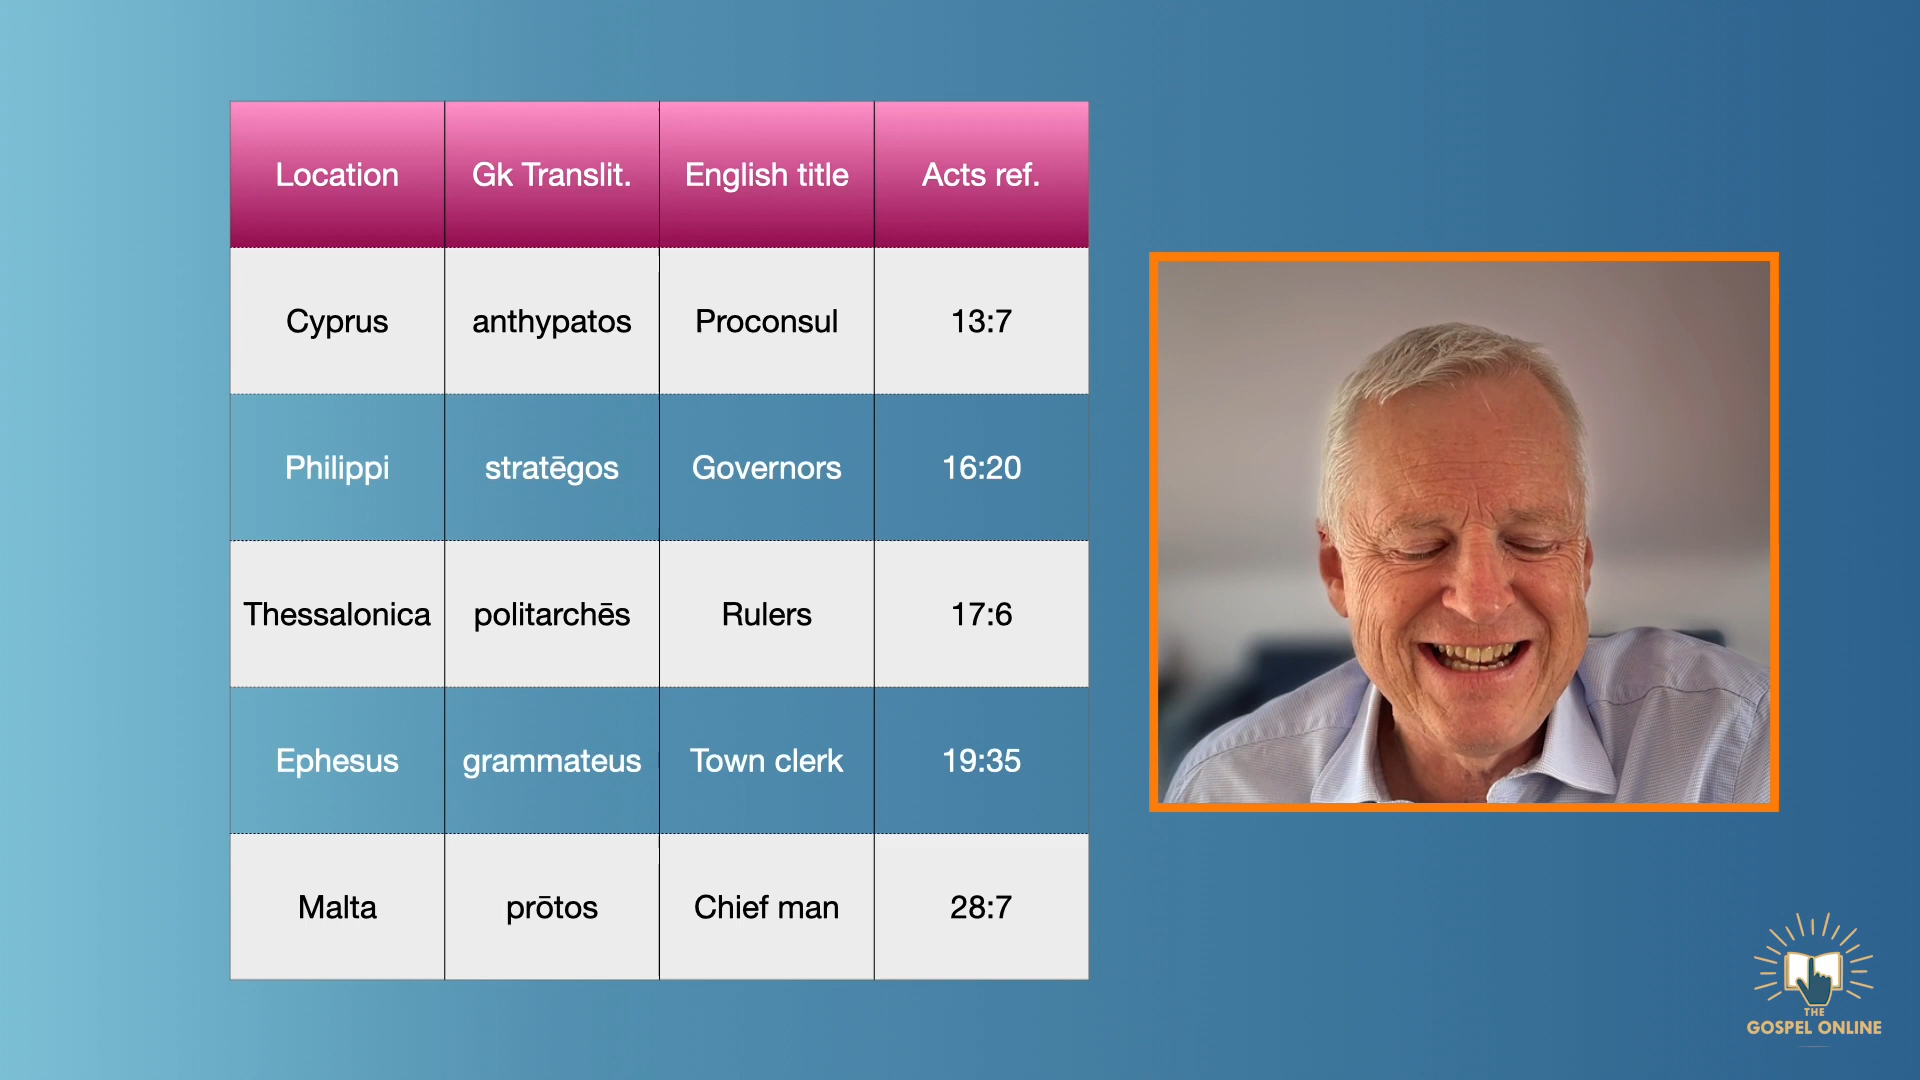 Location Gk Translit. English title Acts ref.
Cyprus anthypatos Proconsul 13:7
Philippi stratēgos Governors 16:20
Thessalonica politarchēs Rulers 17:6
Ephesus grammateus Town clerk 19:35
Malta prōtos Chief man 28:7
THE
GOSPEL ONLINE